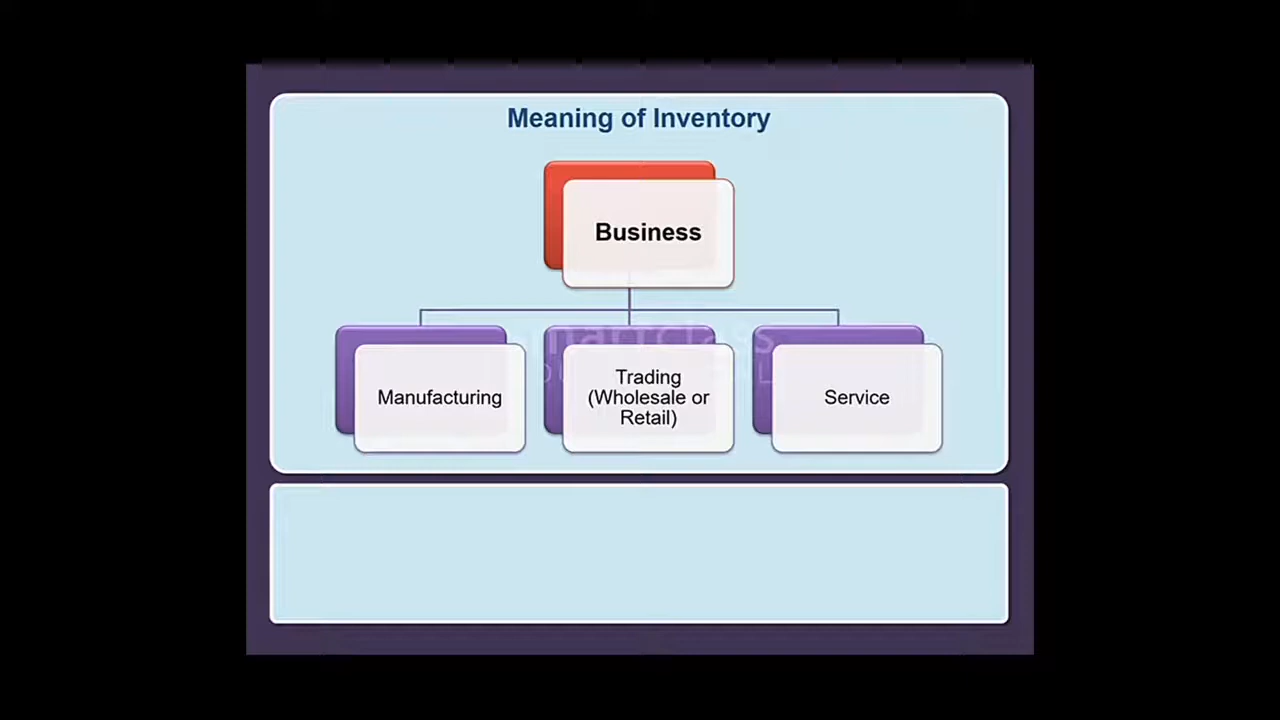 Meaning of Inventory
Business
Manufacturing
Trading
(Wholesale or
Retail)
Service